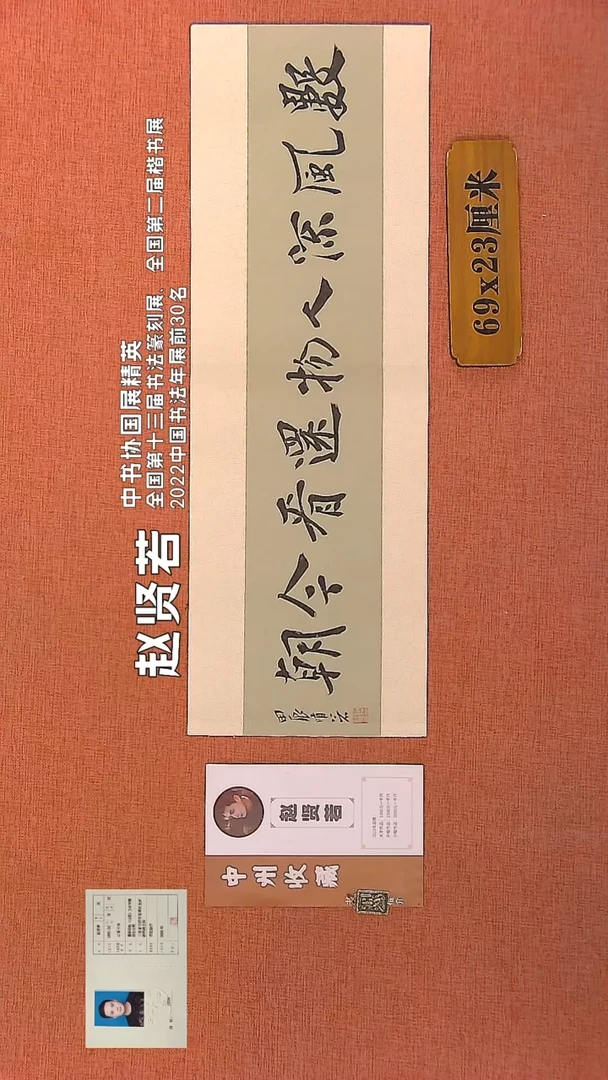 赵贤若
中书协国展精英
全国第十三届书法篆刻展、全国第二届楷书展
2022中国书法年展前30名
數風流人物還看今朝
69x23厘米
赵贤若
中州收藏